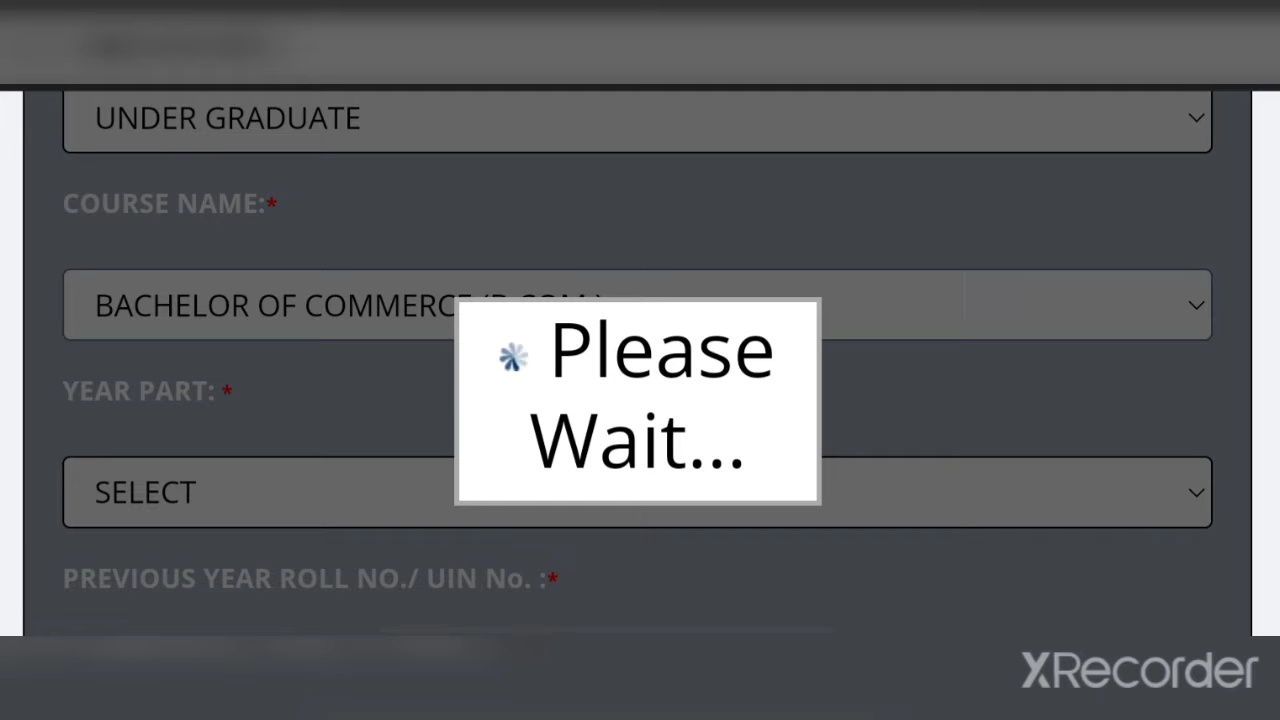 UNDER GRADUATE
COURSE NAME:*
BACHELOR OF COMMERCE (B.COM.)
Please
Wait...
YEAR PART: *
SELECT
PREVIOUS YEAR ROLL NO./ UIN No. :*
XRecorder